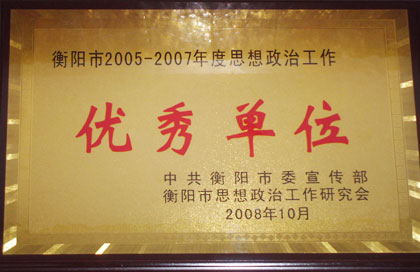 衡阳市2005-2007年度思想政治工作
优秀单位
中共衡阳市委宣传部
衡阳市思想政治工作研究会
2008年10月